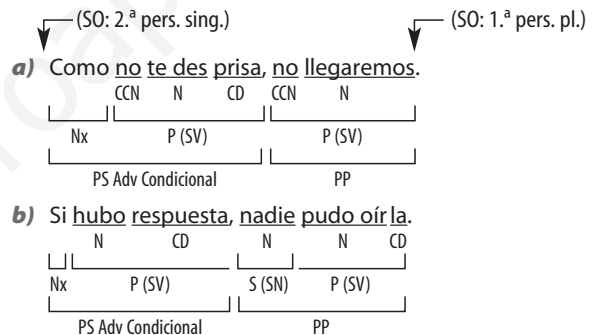 (SO: 2.ª pers. sing.) (SO: 1.ª pers. pl.)
a) Como no te des prisa, no llegaremos.
CCN N CD CCN N
Nx P (SV) P (SV)
PS Adv Condicional PP
b) Si hubo respuesta, nadie pudo oír la.
N CD N N CD
Nx P (SV) S (SN) P (SV)
PS Adv Condicional PP